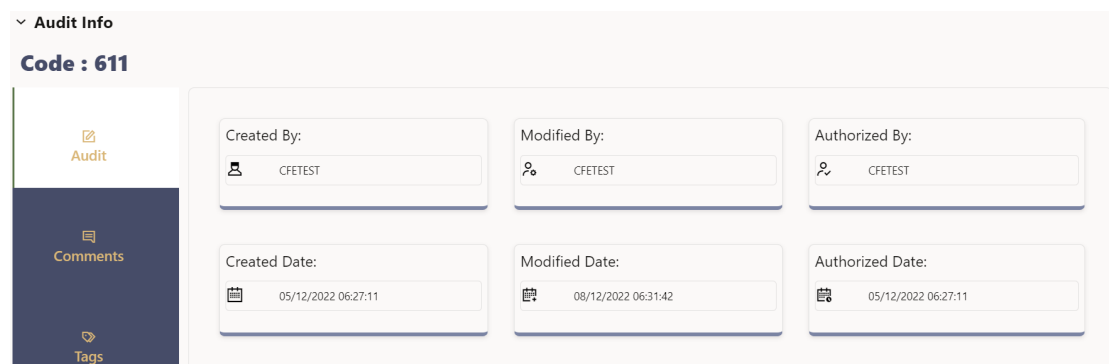 Audit Info
Code : 611
Audit
Comments
Tags
Created By:
CFETEST
Modified By:
CFETEST
Authorized By:
CFETEST
Created Date:
05/12/2022 06:27:11
Modified Date:
08/12/2022 06:31:42
Authorized Date:
05/12/2022 06:27:11